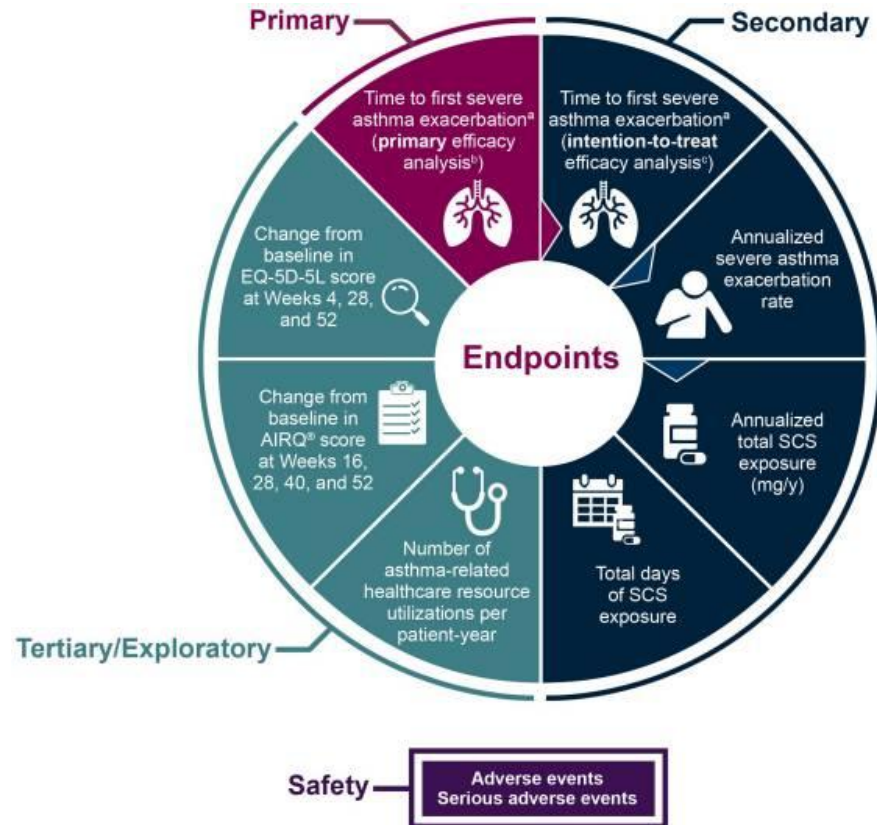 Primary
Secondary
Time to first severe
asthma exacerbationᵃ
(primary efficacy
analysisᵇ)
Time to first severe
asthma exacerbationᵃ
(intention-to-treat
efficacy analysisᶜ)
Annualized
severe asthma
exacerbation
rate
Annualized
total SCS
exposure
(mg/y)
Total days
of SCS
exposure
Number of
asthma-related
healthcare resource
utilizations per
patient-year
Change from
baseline in
AIRQ® score
at Weeks 16,
28, 40, and 52
Change from
baseline in
EQ-5D-5L score
at Weeks 4, 28,
and 52
Endpoints
Tertiary/Exploratory
Safety
Adverse events
Serious adverse events